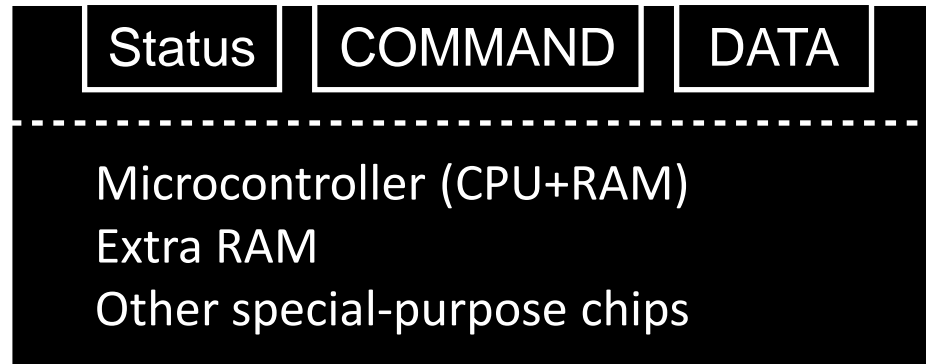 Status COMMAND DATA
Microcontroller (CPU+RAM)
Extra RAM
Other special-purpose chips